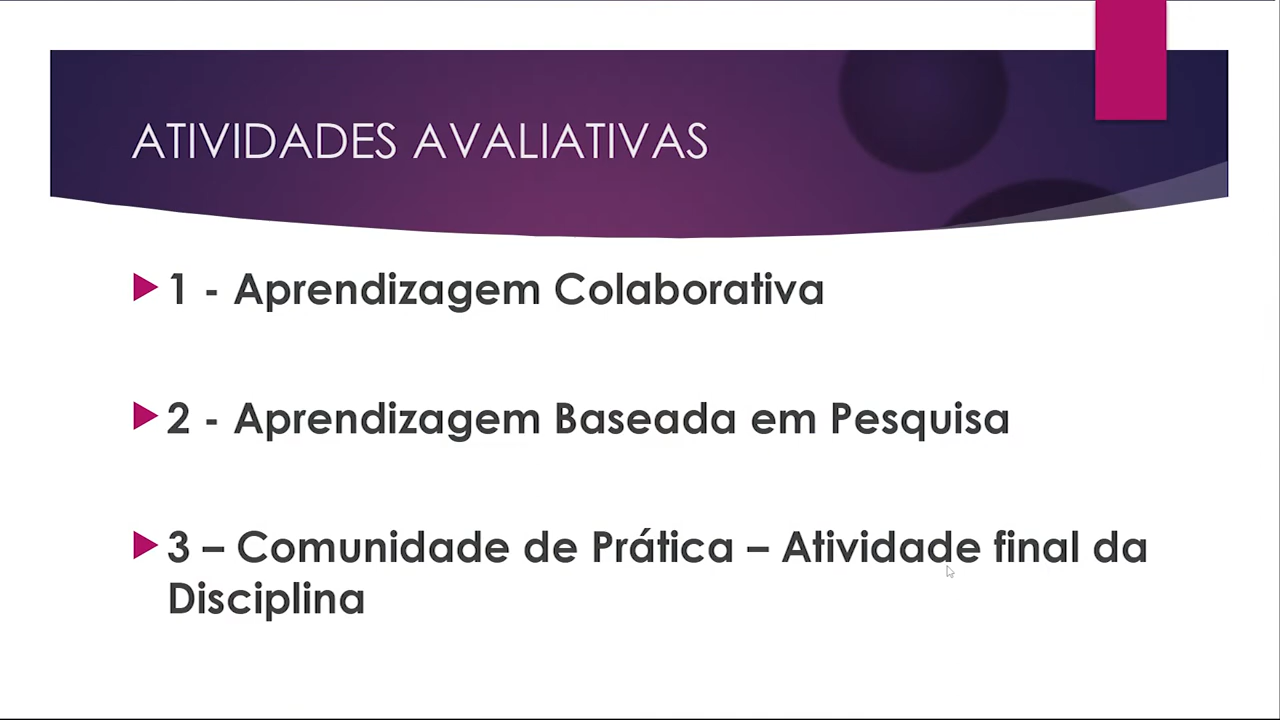 ATIVIDADES AVALIATIVAS
1 - Aprendizagem Colaborativa
2 - Aprendizagem Baseada em Pesquisa
3 – Comunidade de Prática – Atividade final da
Disciplina